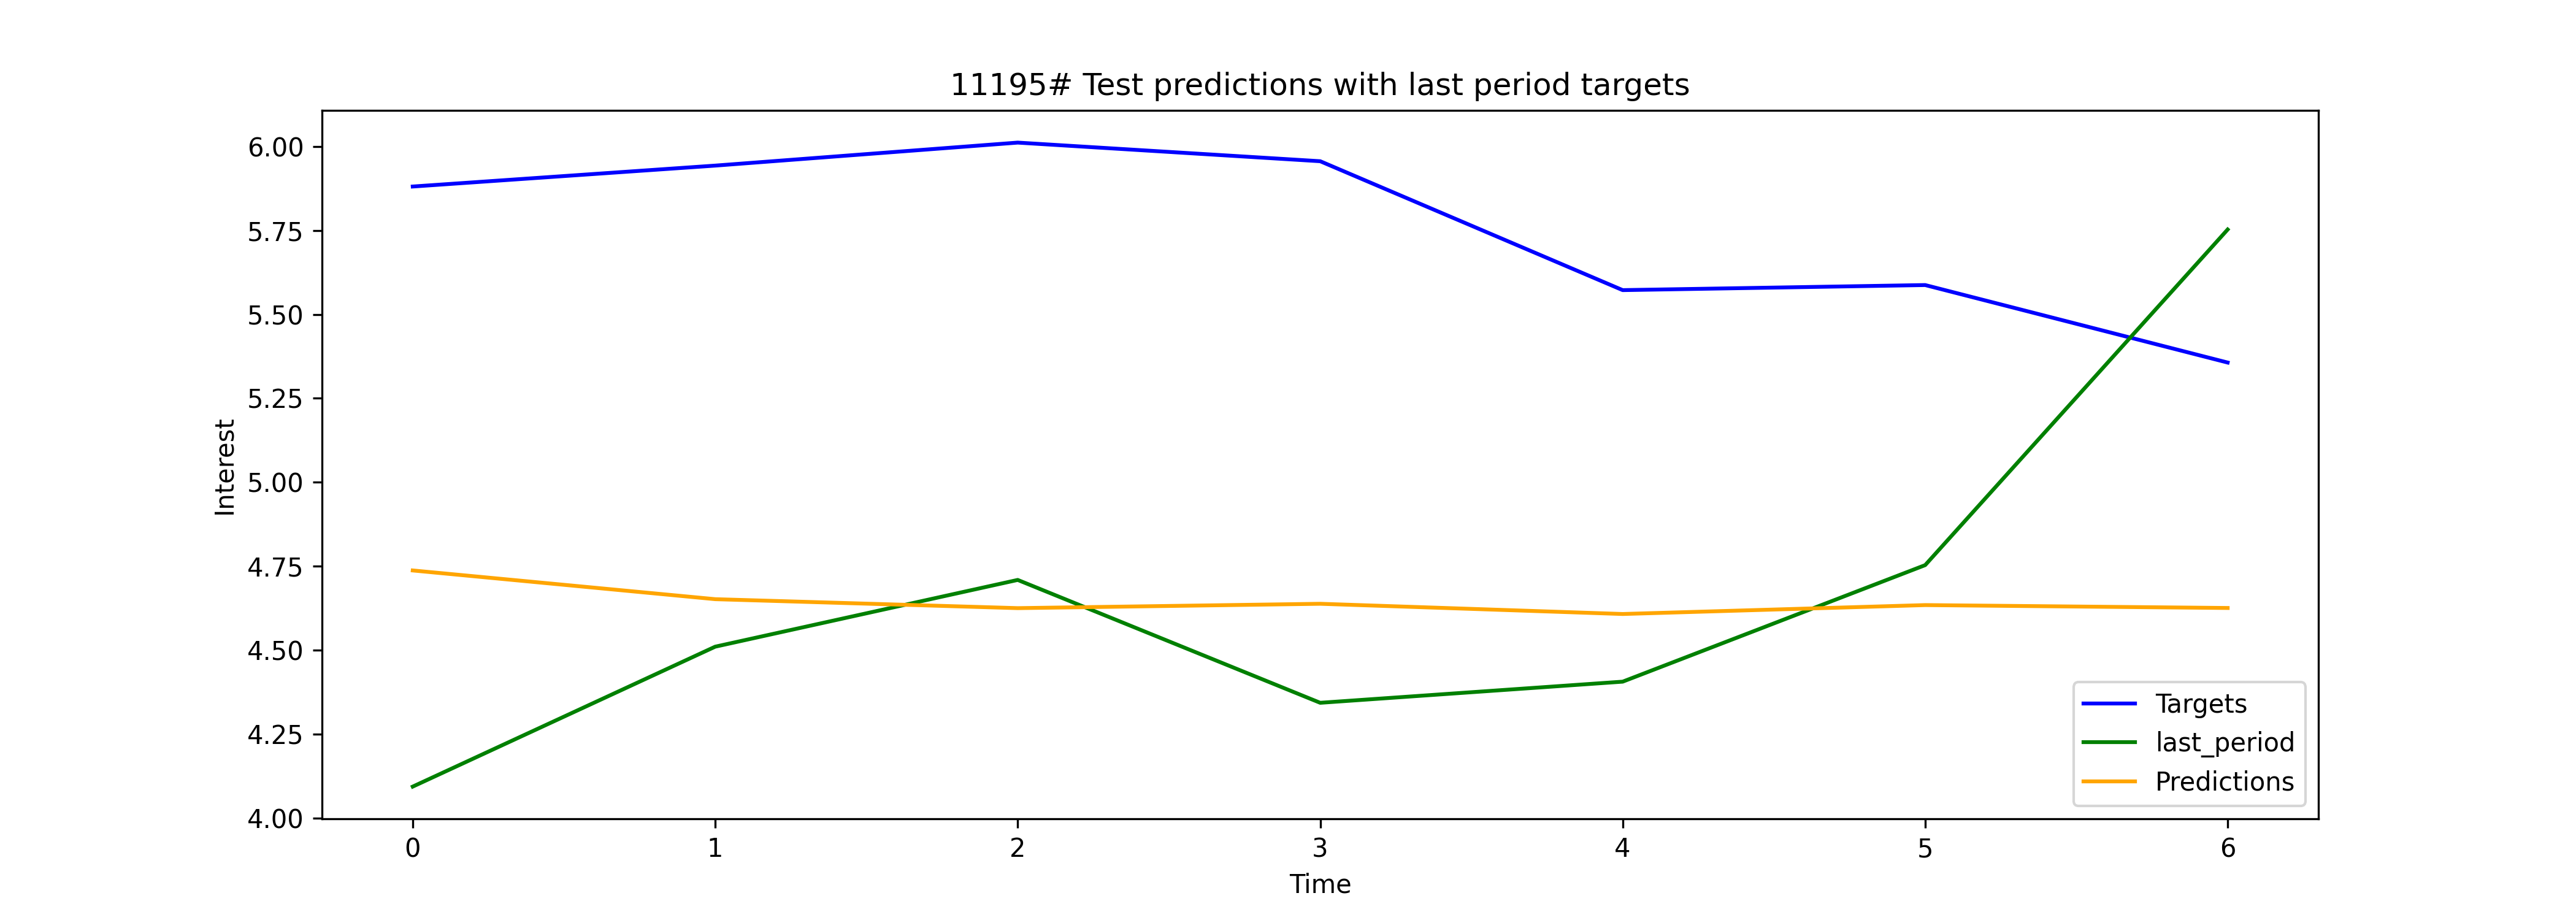 11195# Test predictions with last period targets
6.00
5.75
5.50
5.25
5.00
4.75
4.50
4.25
4.00
Interest
0 1 2 3 4 5 6
Time
Targets
last_period
Predictions